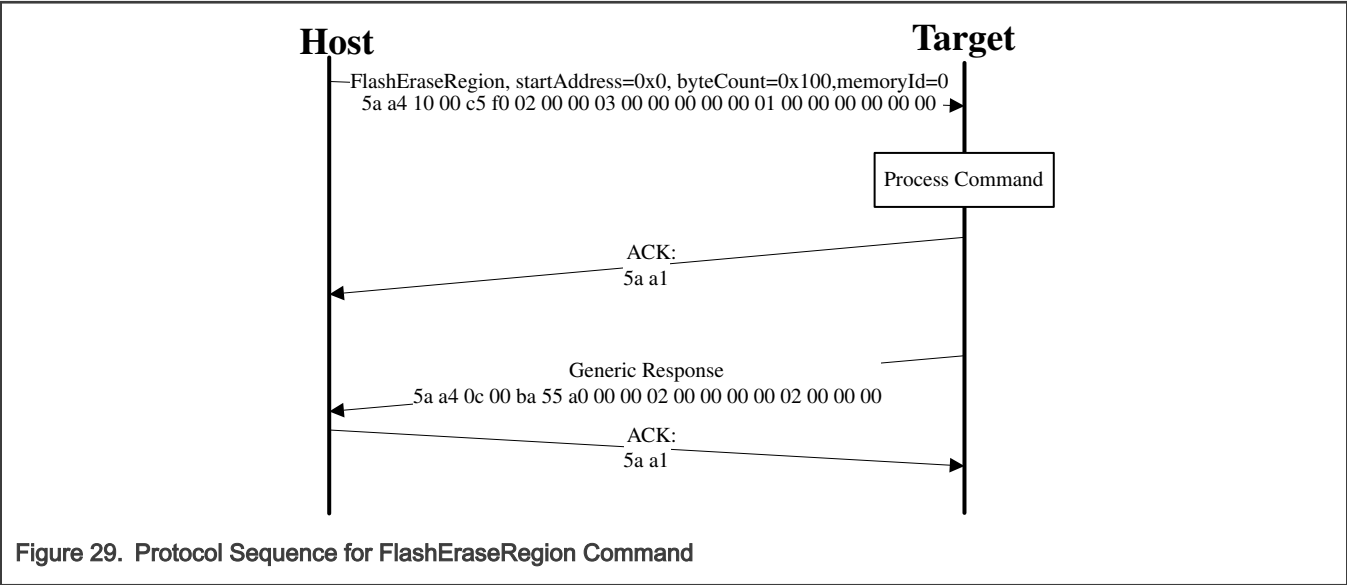 Host
Target
FlashEraseRegion, startAddress=0x0, byteCount=0x100,memoryId=0
5a a4 10 00 c5 f0 02 00 00 03 00 00 00 00 00 01 00 00 00 00 00 00
Process Command
ACK:
5a a1
Generic Response
5a a4 0c 00 ba 55 a0 00 00 02 00 00 00 00 02 00 00 00
ACK:
5a a1
Figure 29. Protocol Sequence for FlashEraseRegion Command